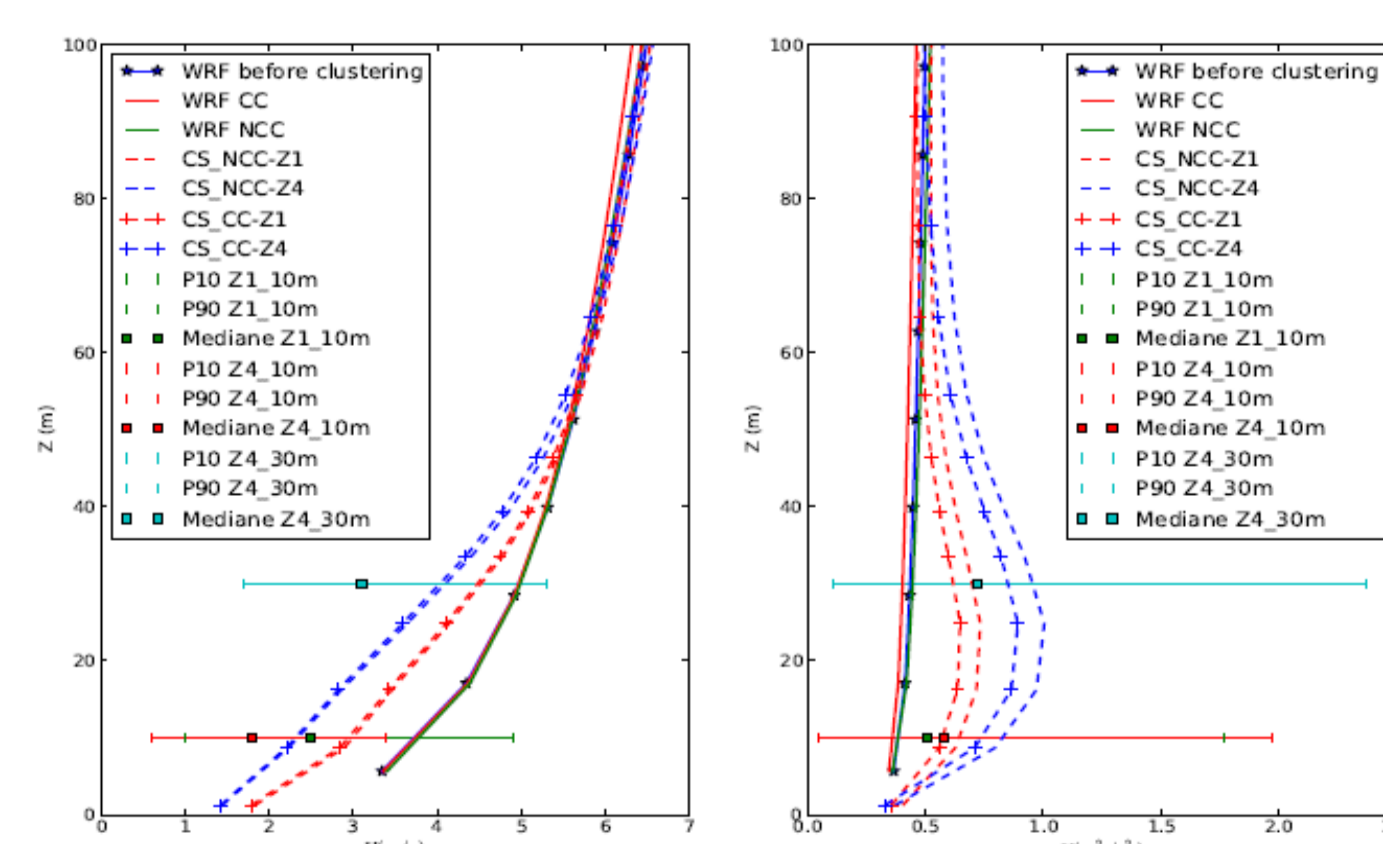 100
80
60
40
20
0
Z (m)
WRF before clustering
WRF CC
WRF NCC
CS_NCC-Z1
CS_NCC-Z4
CS_CC-Z1
CS_CC-Z4
P10 Z1_10m
P90 Z1_10m
Mediane Z1_10m
P10 Z4_10m
P90 Z4_10m
Mediane Z4_10m
P10 Z4_30m
P90 Z4_30m
Mediane Z4_30m
0 1 2 3 4 5 6 7
100
80
60
40
20
0
Z (m)
WRF before clustering
WRF CC
WRF NCC
CS_NCC-Z1
CS_NCC-Z4
CS_CC-Z1
CS_CC-Z4
P10 Z1_10m
P90 Z1_10m
Mediane Z1_10m
P10 Z4_10m
P90 Z4_10m
Mediane Z4_10m
P10 Z4_30m
P90 Z4_30m
Mediane Z4_30m
0.0 0.5 1.0 1.5 2.0